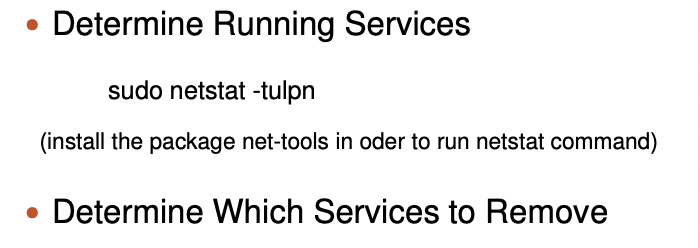 • Determine Running Services
sudo netstat -tulpn
(install the package net-tools in oder to run netstat command)
• Determine Which Services to Remove